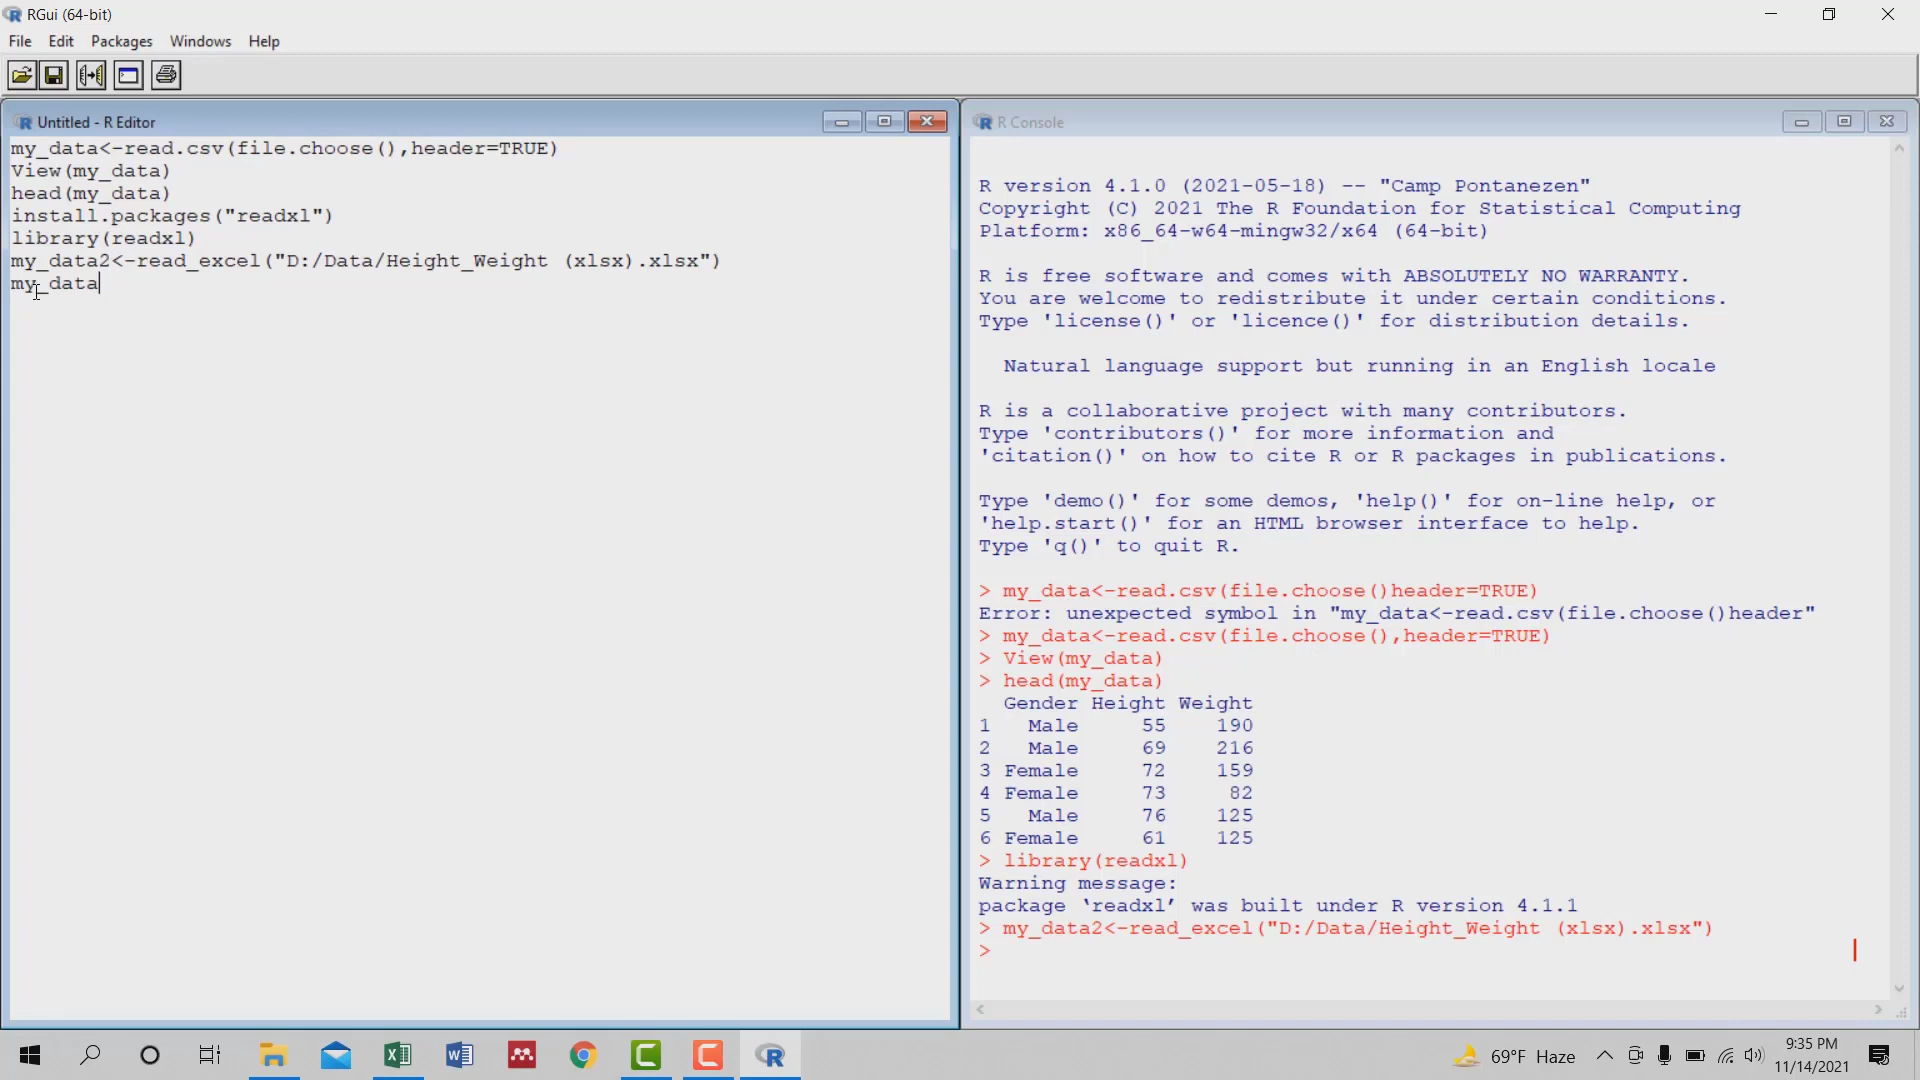 RGui (64-bit)
File Edit Packages Windows Help
Untitled - R Editor
my_data<-read.csv(file.choose(),header=TRUE)
View(my_data)
head(my_data)
install.packages("readxl")
library(readxl)
my_data2<-read_excel("D:/Data/Height_Weight (xlsx).xlsx")
my_data
R Console
R version 4.1.0 (2021-05-18) -- "Camp Pontanezen"
Copyright (C) 2021 The R Foundation for Statistical Computing
Platform: x86_64-w64-mingw32/x64 (64-bit)
R is free software and comes with ABSOLUTELY NO WARRANTY.
You are welcome to redistribute it under certain conditions.
Type 'license()' or 'licence()' for distribution details.
Natural language support but running in an English locale
R is a collaborative project with many contributors.
Type 'contributors()' for more information and
'citation()' on how to cite R or R packages in publications.
Type 'demo()' for some demos, 'help()' for on-line help, or
'help.start()' for an HTML browser interface to help.
Type 'q()' to quit R.
> my_data<-read.csv(file.choose()header=TRUE)
Error: unexpected symbol in "my_data<-read.csv(file.choose()header"
> my_data<-read.csv(file.choose(),header=TRUE)
> View(my_data)
> head(my_data)
Gender Height Weight
1 Male 55 190
2 Male 69 216
3 Female 72 159
4 Female 73 82
5 Male 76 125
6 Female 61 125
> library(readxl)
Warning message:
package ‘readxl’ was built under R version 4.1.1
> my_data2<-read_excel("D:/Data/Height_Weight (xlsx).xlsx")
>
69°F Haze
9:35 PM
11/14/2021